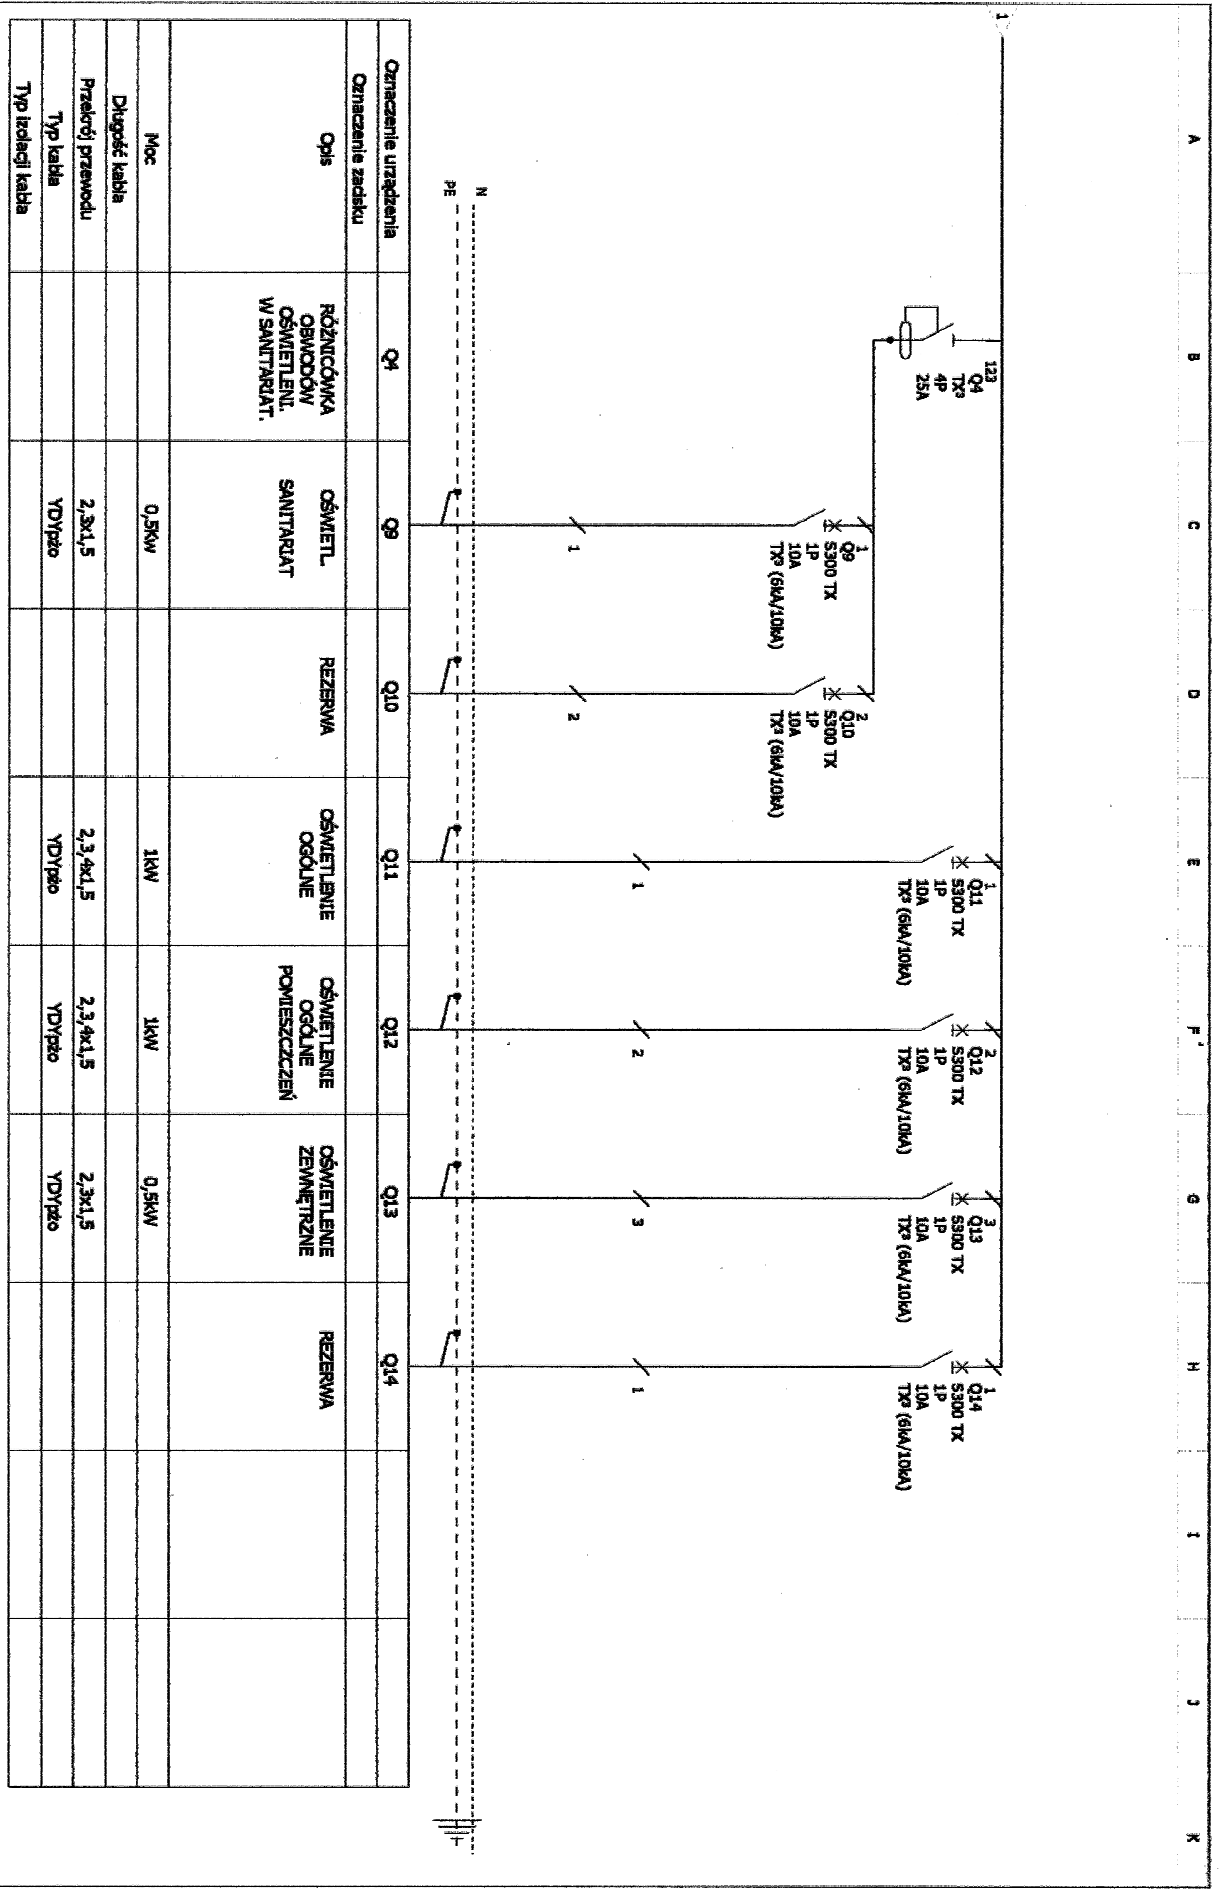 A
B
C
D
E
F
G
H
I
J
K
1
123
Q4
TX³
4P
25A
1
Q9
S300 TX
1P
10A
TX³ (6kA/10kA)
2
Q10
S300 TX
1P
10A
TX³ (6kA/10kA)
1
Q11
S300 TX
1P
10A
TX³ (6kA/10kA)
2
Q12
S300 TX
1P
10A
TX³ (6kA/10kA)
3
Q13
S300 TX
1P
10A
TX³ (6kA/10kA)
1
Q14
S300 TX
1P
10A
TX³ (6kA/10kA)
1
2
1
2
3
1
N
PE
Oznaczenie urządzenia Q4 Q9 Q10 Q11 Q12 Q13 Q14
Oznaczenie zacisku
Opis
RÓŻNICÓWKA
OBWODÓW
OŚWIETLENI.
W SANITARIAT.
OŚWIETL.
SANITARIAT
REZERWA
OŚWIETLENIE
OGÓLNE
OŚWIETLENIE
OGÓLNE
POMIESZCZEŃ
OŚWIETLENIE
ZEWNĘTRZNE
REZERWA
Moc 0,5Kw 1kW 1kW 0,5kW
Długość kabla
Przekrój przewodu 2,3x1,5 2,3,4x1,5 2,3,4x1,5 2,3x1,5
Typ kabla YDYpżo YDYpżo YDYpżo YDYpżo
Typ izolacji kabla